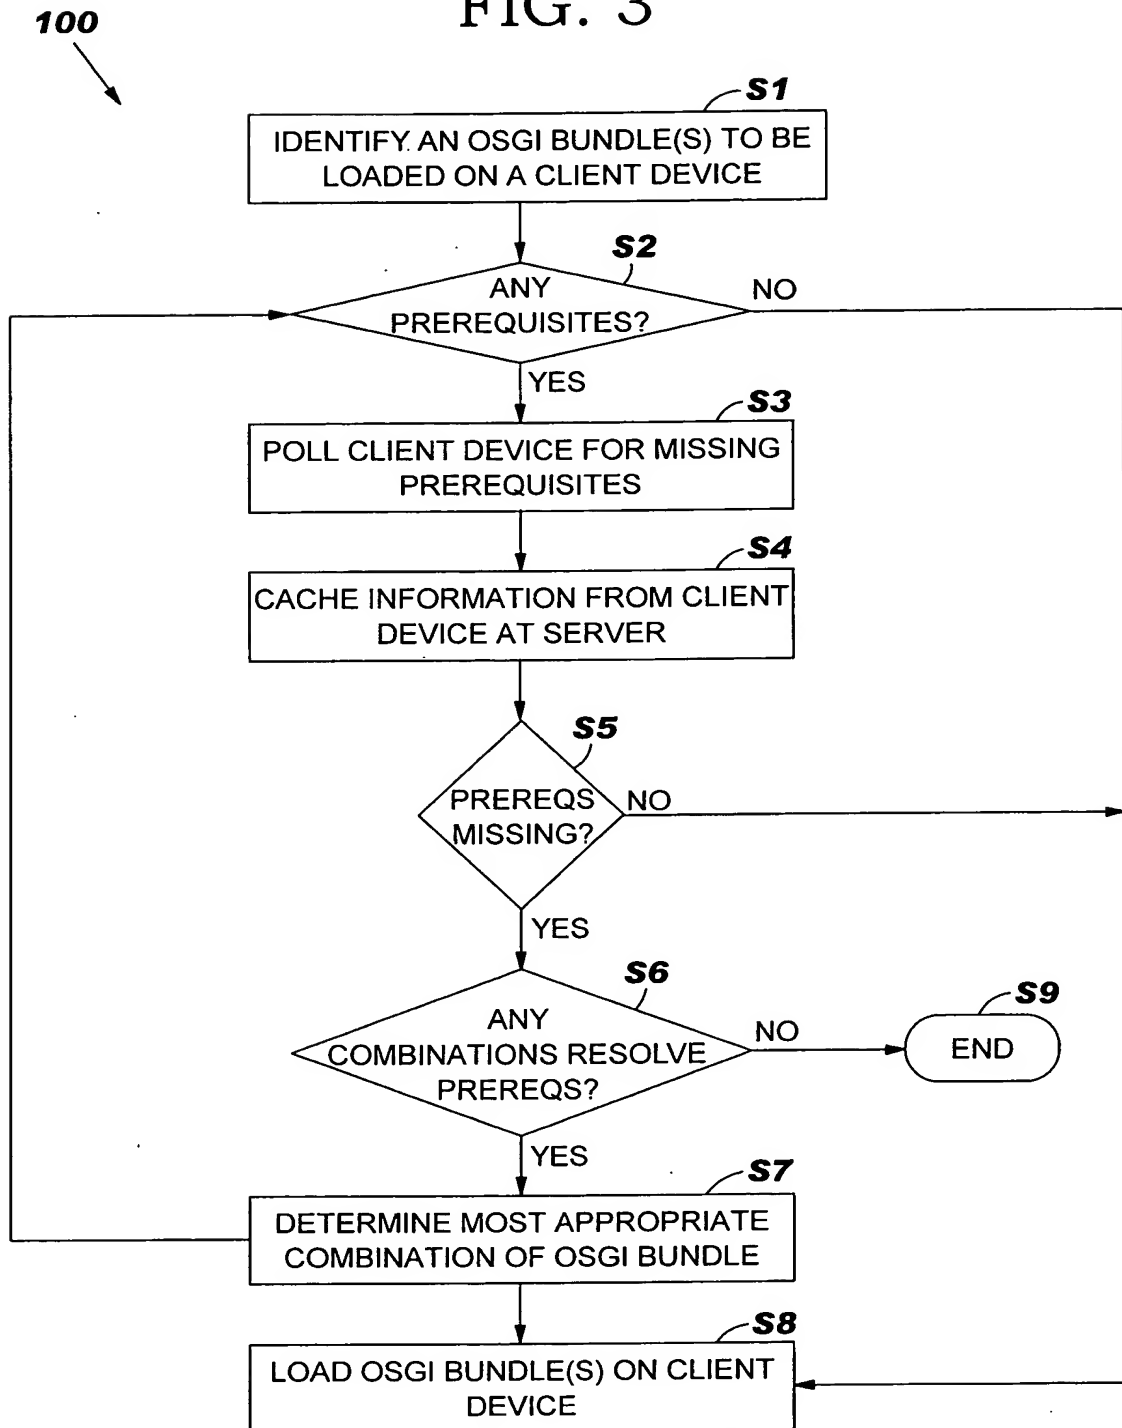 FIG. 3
100
S1
IDENTIFY AN OSGI BUNDLE(S) TO BE
LOADED ON A CLIENT DEVICE
S2
ANY
PREREQUISITES?
NO
YES
S3
POLL CLIENT DEVICE FOR MISSING
PREREQUISITES
S4
CACHE INFORMATION FROM CLIENT
DEVICE AT SERVER
S5
PREREQS
MISSING?
NO
YES
S6
ANY
COMBINATIONS RESOLVE
PREREQS?
NO
S9
END
YES
S7
DETERMINE MOST APPROPRIATE
COMBINATION OF OSGI BUNDLE
S8
LOAD OSGI BUNDLE(S) ON CLIENT
DEVICE